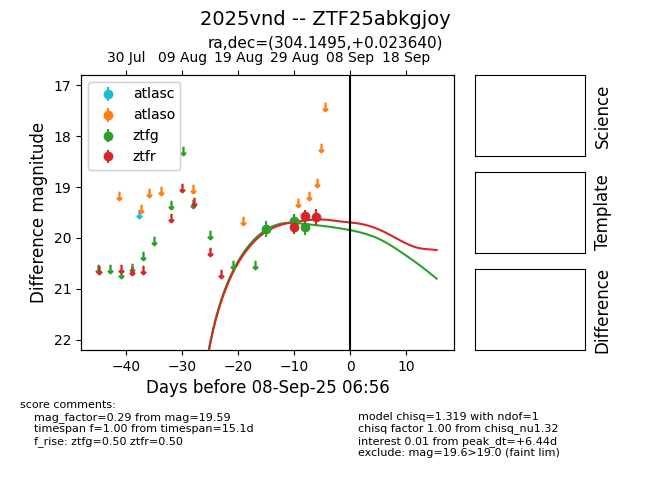 2025vnd -- ZTF25abkgjoy
ra,dec=(304.1495,+0.023640)
30 Jul 09 Aug 19 Aug 29 Aug 08 Sep 18 Sep
17
18
19
20
21
22
Difference magnitude
atlasc
atlaso
ztfg
ztfr
−40 −30 −20 −10 0 10
Days before 08-Sep-25 06:56
Science
Template
Difference
score comments:
mag_factor=0.29 from mag=19.59
timespan f=1.00 from timespan=15.1d
f_rise: ztfg=0.50 ztfr=0.50
model chisq=1.319 with ndof=1
chisq factor 1.00 from chisq_nu1.32
interest 0.01 from peak_dt=+6.44d
exclude: mag=19.6>19.0 (faint lim)